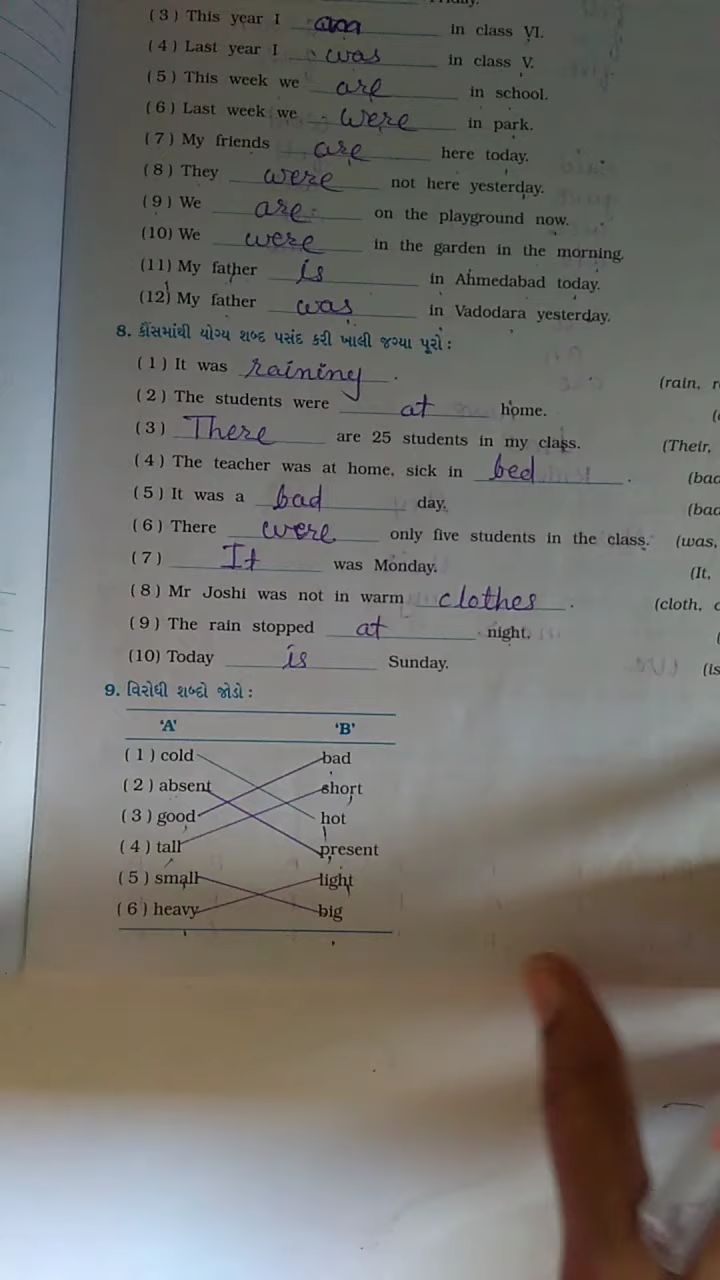 (3) This year I am in class VI.
(4) Last year I was in class V.
(5) This week we are in school.
(6) Last week we were in park.
(7) My friends are here today.
(8) They were not here yesterday.
(9) We are on the playground now.
(10) We were in the garden in the morning.
(11) My father is in Ahmedabad today.
(12) My father was in Vadodara yesterday.
8. કૌંસમાંથી યોગ્ય શબ્દ પસંદ કરી ખાલી જગ્યા પૂરો :
(1) It was raining. (rain,
(2) The students were at home.
(3) There are 25 students in my class. (Their,
(4) The teacher was at home, sick in bed. (bad
(5) It was a bad day. (bad
(6) There were only five students in the class. (was,
(7) It was Monday. (It,
(8) Mr Joshi was not in warm clothes. (cloth,
(9) The rain stopped at night.
(10) Today is Sunday. (is
9. વિરોધી શબ્દો જોડો :
'A' 'B'
(1) cold bad
(2) absent short
(3) good hot
(4) tall present
(5) small light
(6) heavy big